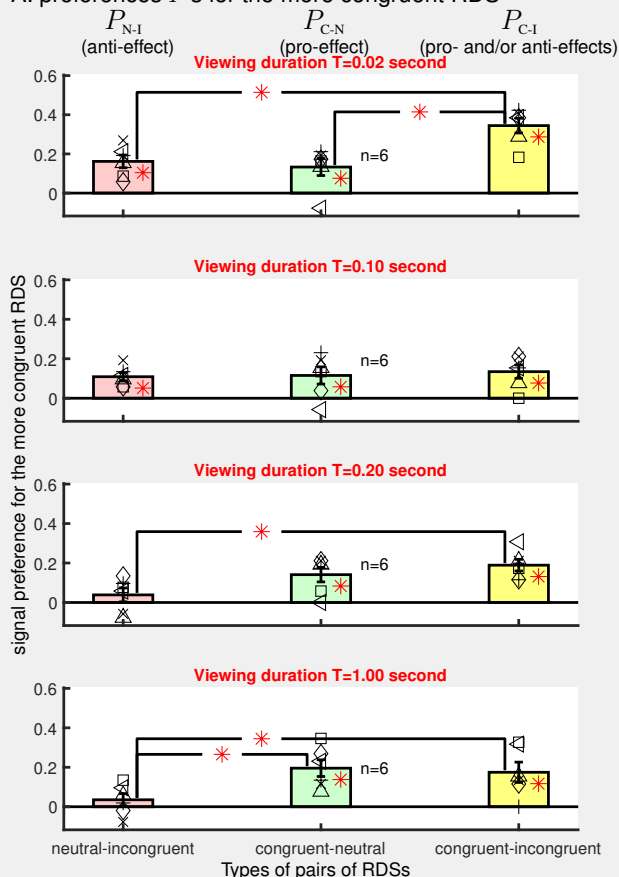 A. preferences P's for the more congruent RDS
P_N-I P_C-N P_C-I
(anti-effect) (pro-effect) (pro- and/or anti-effects)
Viewing duration T=0.02 second
0.6
0.4
0.2
0
n=6
Viewing duration T=0.10 second
0.6
0.4
0.2
0
n=6
Viewing duration T=0.20 second
0.6
0.4
0.2
0
n=6
Viewing duration T=1.00 second
0.6
0.4
0.2
0
n=6
signal preference for the more congruent RDS
neutral-incongruent congruent-neutral congruent-incongruent
Types of pairs of RDSs